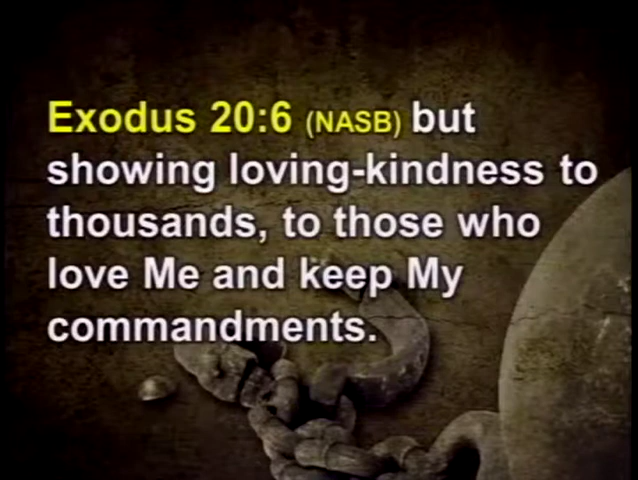 Exodus 20:6 (NASB) but
showing loving-kindness to
thousands, to those who
love Me and keep My
commandments.